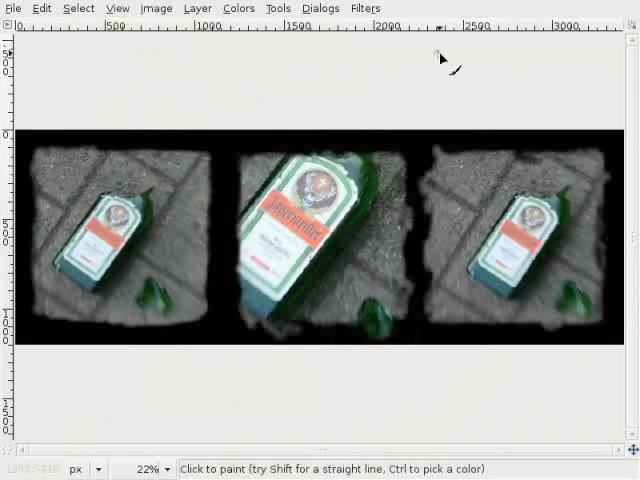 File Edit Select View Image Layer Colors Tools Dialogs Filters
0 500 1000 1500 2000 2500 3000
Jägermeister
px 22% Click to paint (try Shift for a straight line, Ctrl to pick a color)